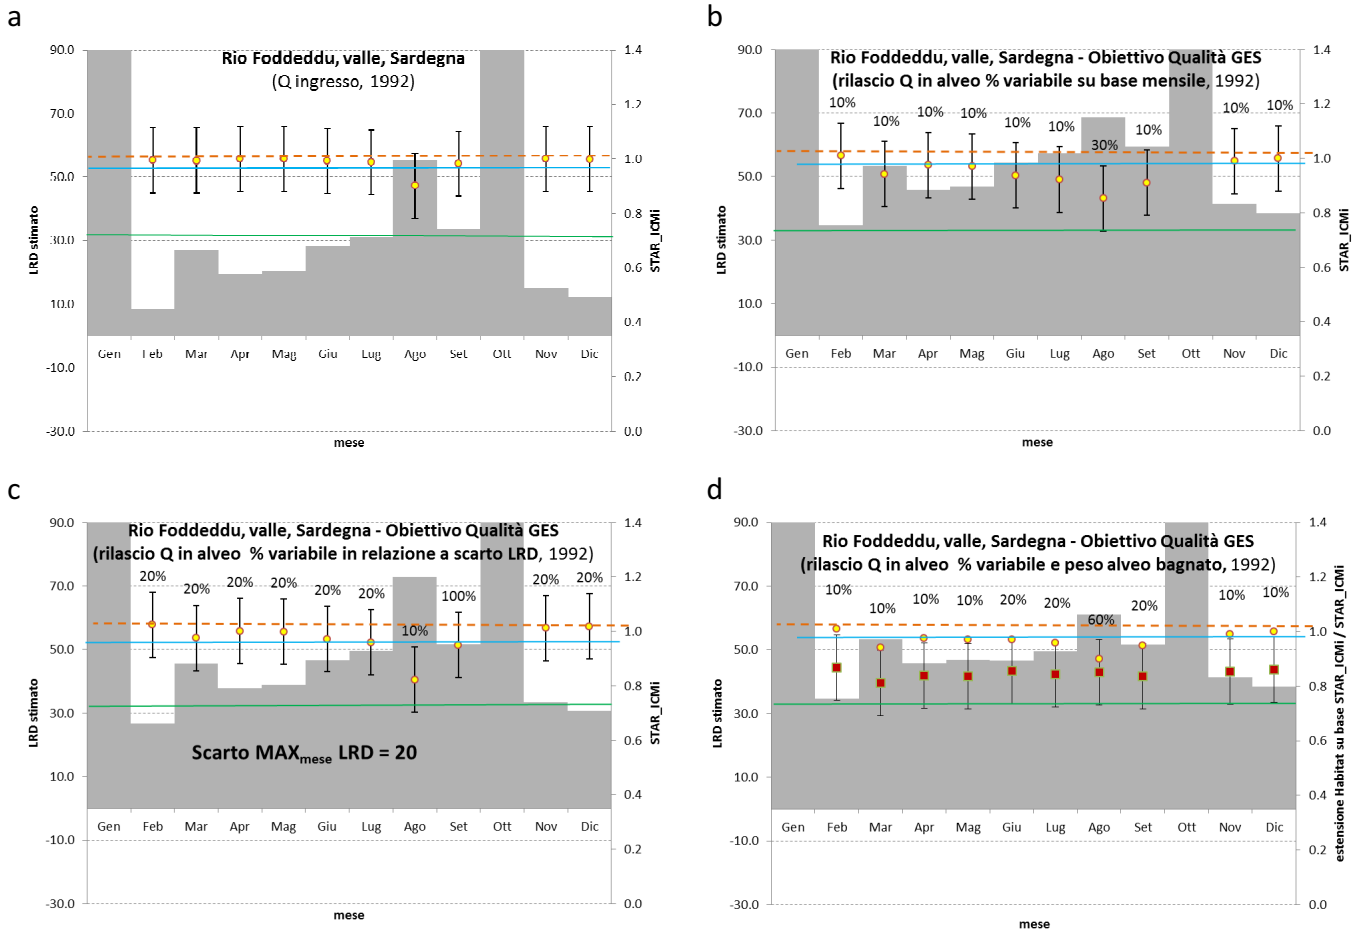 a
Rio Foddeddu, valle, Sardegna
(Q ingresso, 1992)
90.0
70.0
50.0
30.0
10.0
-10.0
-30.0
LRD stimato
1.4
1.2
1.0
0.8
0.6
0.4
0.2
0.0
STAR_ICMi
Gen Feb Mar Apr Mag Giu Lug Ago Set Ott Nov Dic
mese
b
Rio Foddeddu, valle, Sardegna - Obiettivo Qualità GES
(rilascio Q in alveo % variabile su base mensile, 1992)
10% 10% 10% 10% 10% 10% 30% 10% 10% 10%
90.0
70.0
50.0
30.0
10.0
-10.0
-30.0
LRD stimato
1.4
1.2
1.0
0.8
0.6
0.4
0.2
0.0
STAR_ICMi
Gen Feb Mar Apr Mag Giu Lug Ago Set Ott Nov Dic
mese
c
Rio Foddeddu, valle, Sardegna - Obiettivo Qualità GES
(rilascio Q in alveo % variabile in relazione a scarto LRD, 1992)
20% 20% 20% 20% 20% 20% 10% 100% 20% 20%
Scarto MAXmese LRD = 20
90.0
70.0
50.0
30.0
10.0
-10.0
-30.0
LRD stimato
1.4
1.2
1.0
0.8
0.6
0.4
0.2
0.0
STAR_ICMi
Gen Feb Mar Apr Mag Giu Lug Ago Set Ott Nov Dic
mese
d
Rio Foddeddu, valle, Sardegna - Obiettivo Qualità GES
(rilascio Q in alveo % variabile e peso alveo bagnato, 1992)
10% 10% 10% 10% 20% 20% 60% 20% 10% 10%
90.0
70.0
50.0
30.0
10.0
-10.0
-30.0
LRD stimato
1.4
1.2
1.0
0.8
0.6
0.4
0.2
0.0
estensione Habitat su base STAR_ICMi / STAR_ICMi
Gen Feb Mar Apr Mag Giu Lug Ago Set Ott Nov Dic
mese